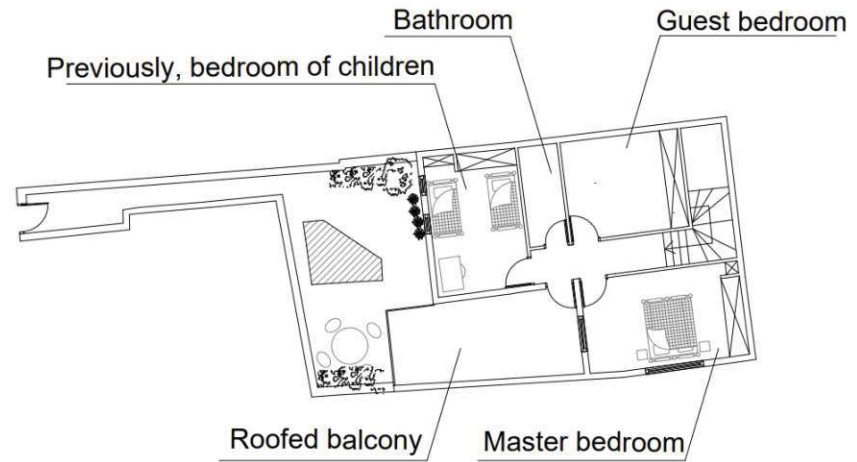 Bathroom
Guest bedroom
Previously, bedroom of children
Roofed balcony
Master bedroom